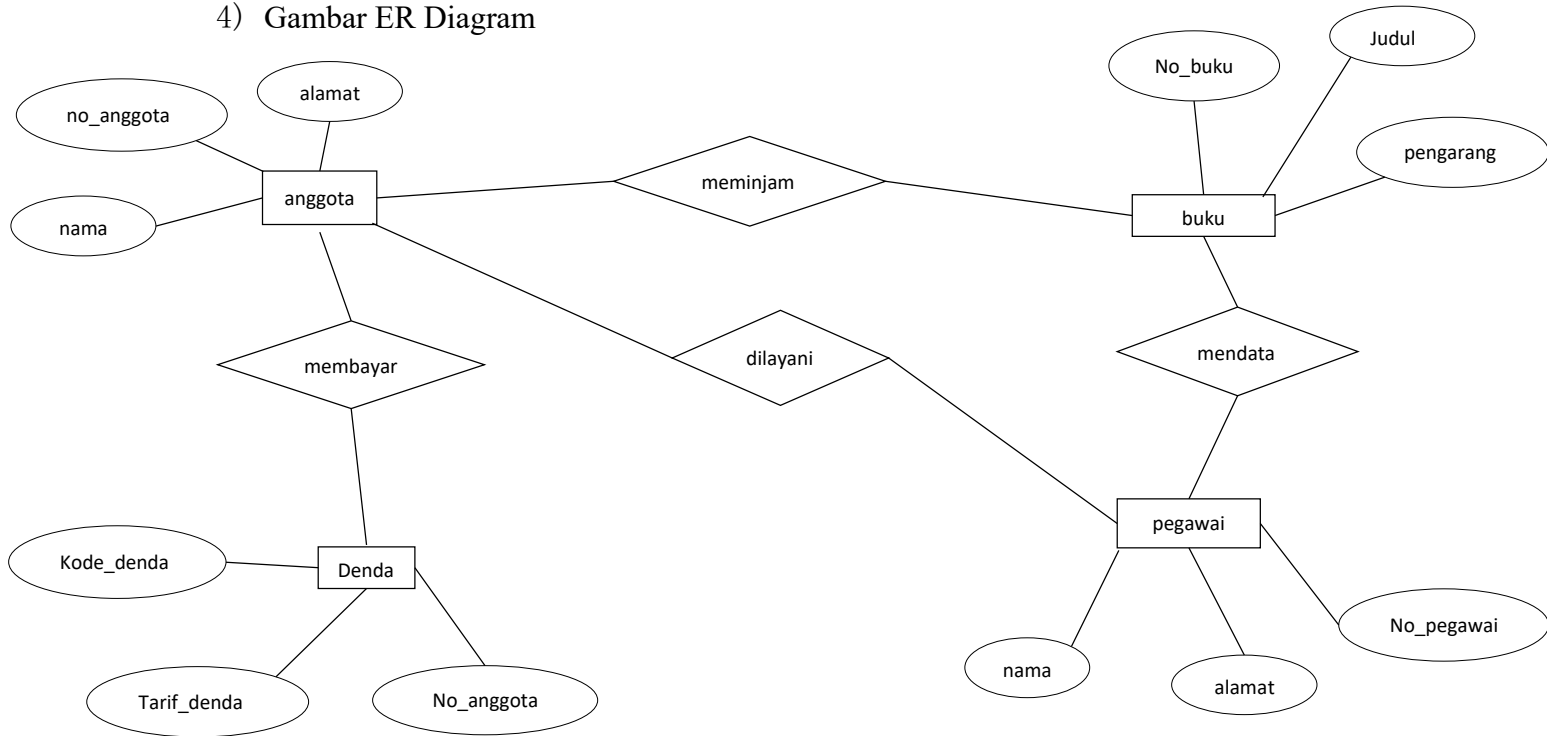 4) Gambar ER Diagram
Judul
No_buku
alamat
no_anggota
pengarang
meminjam
anggota
buku
nama
membayar
dilayani
mendata
pegawai
Kode_denda
Denda
No_pegawai
nama
alamat
Tarif_denda
No_anggota